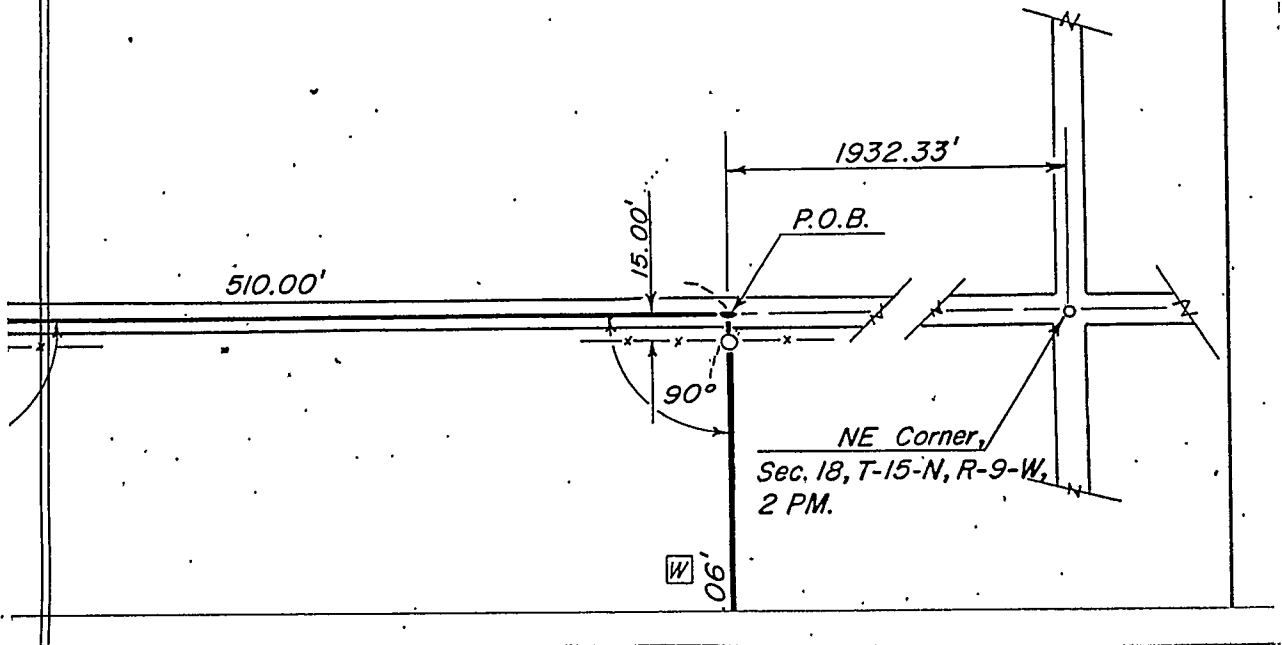 1932.33'
P.O.B.
15.00'
510.00'
90°
NE Corner,
Sec. 18, T-15-N, R-9-W,
2 PM.
W
06'